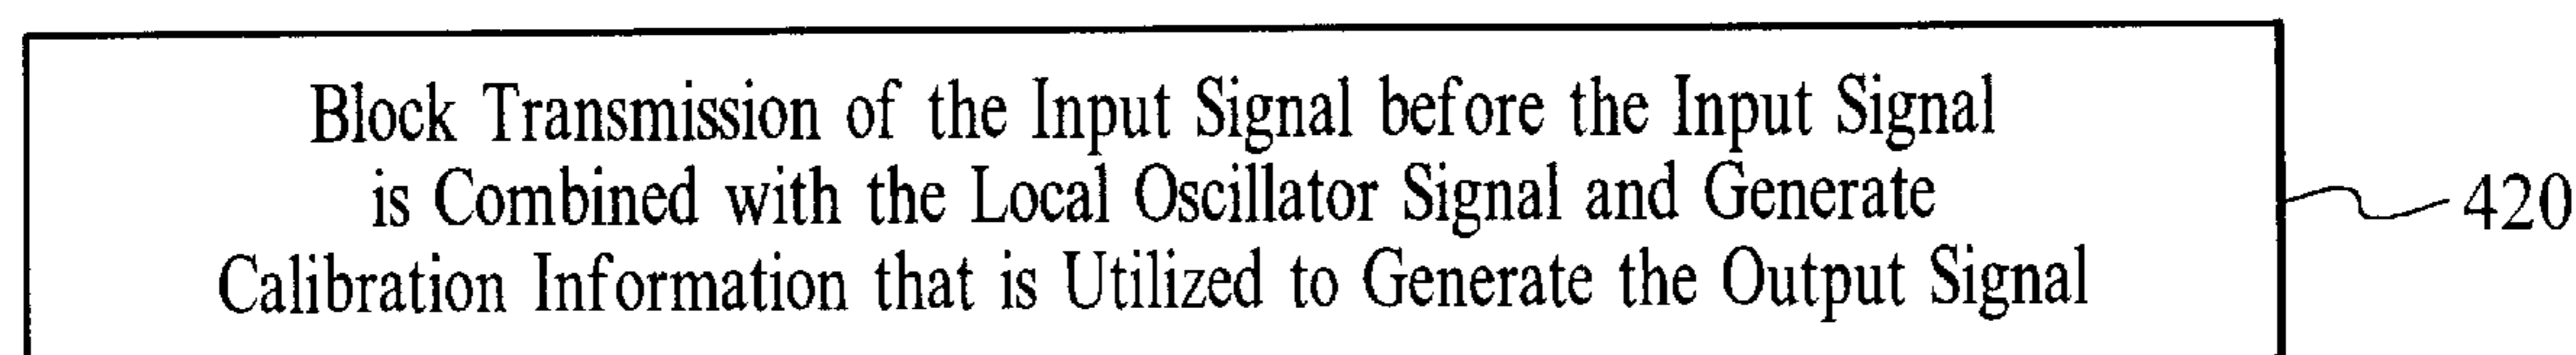 Block Transmission of the Input Signal before the Input Signal
is Combined with the Local Oscillator Signal and Generate
Calibration Information that is Utilized to Generate the Output Signal
420